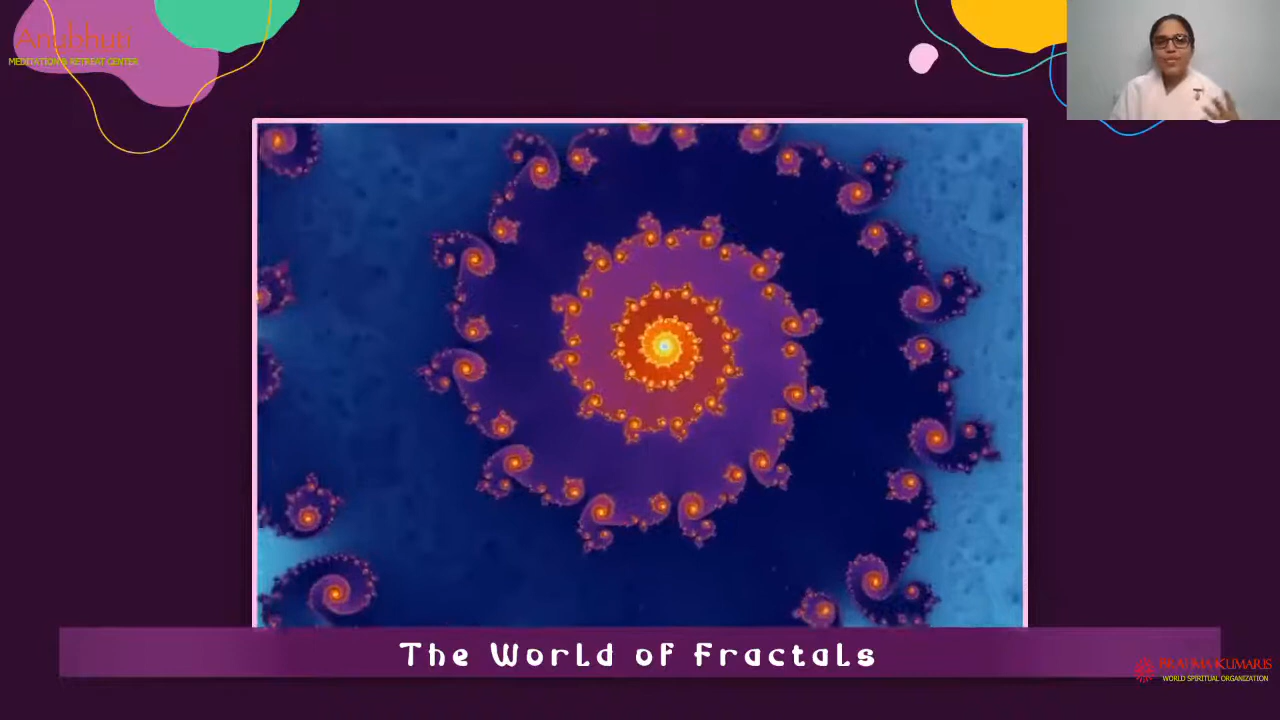 Anubhuti
MEDITATION & RETREAT CENTER
The World of Fractals
BRAHMA KUMARIS
WORLD SPIRITUAL ORGANIZATION